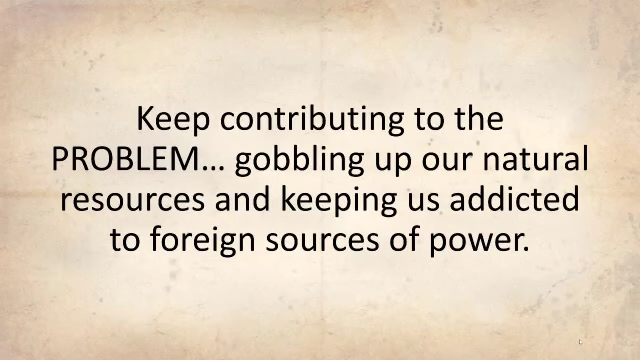 Keep contributing to the
PROBLEM... gobbling up our natural
resources and keeping us addicted
to foreign sources of power.